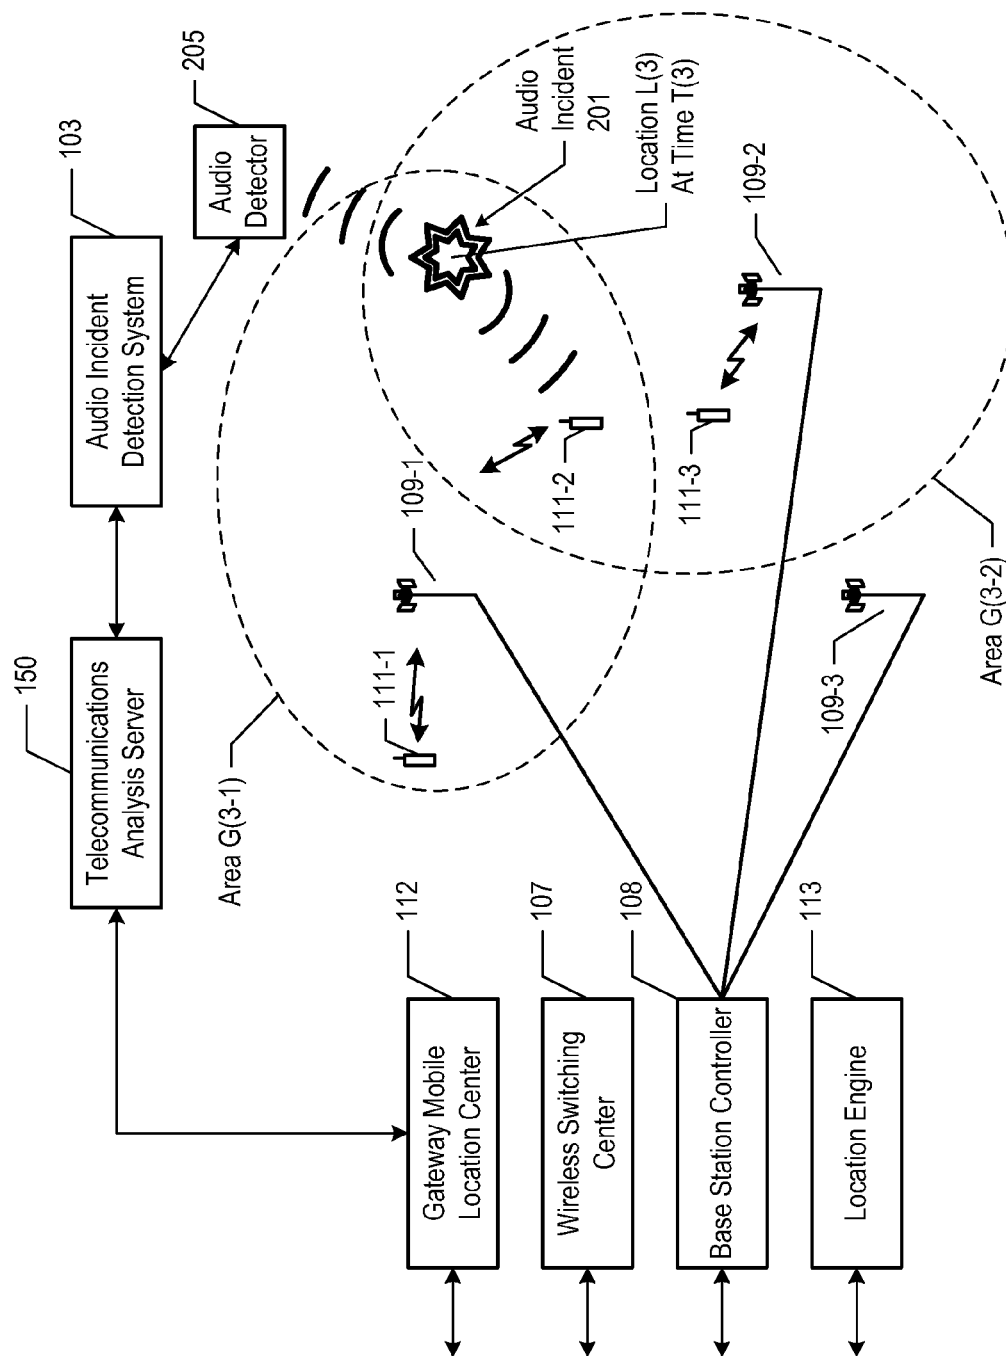 205
Audio
Detector
103
Audio Incident
Detection System
150
Telecommunications
Analysis Server
Audio
Incident
201
Location L(3)
At Time T(3)
109-2
109-1
111-2
111-3
111-1
Area G(3-1)
109-3
Area G(3-2)
112
Gateway Mobile
Location Center
107
Wireless Switching
Center
108
Base Station Controller
113
Location Engine